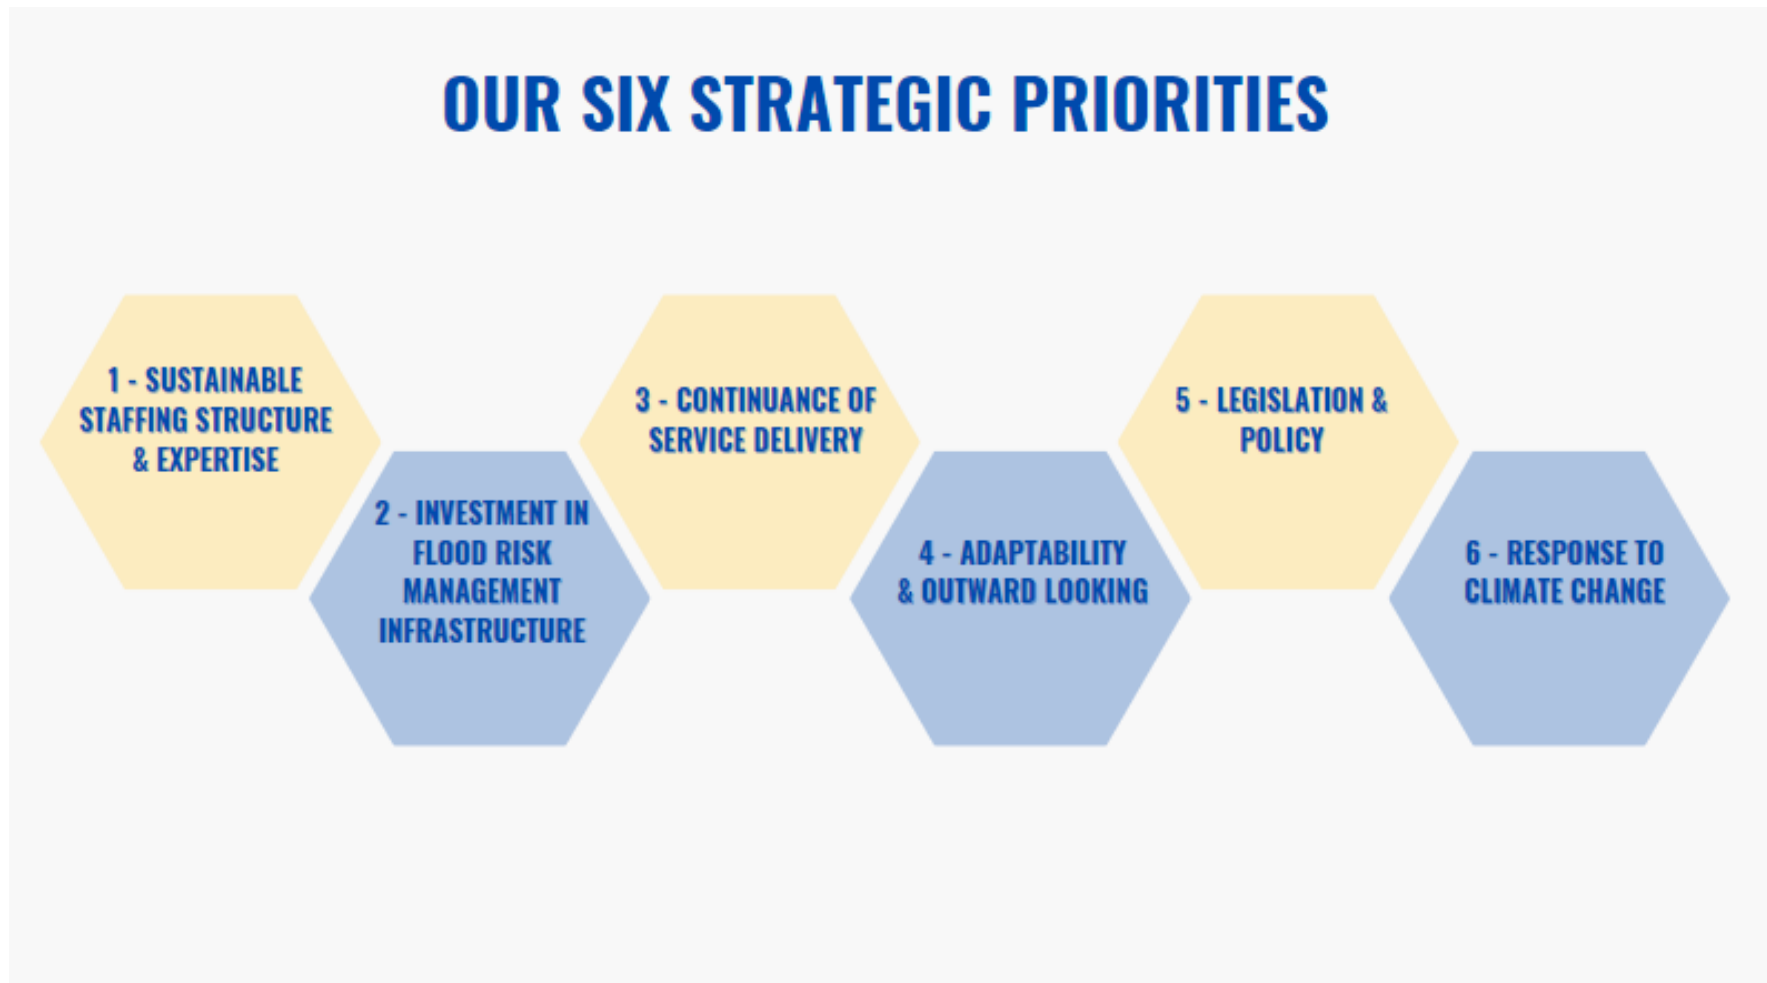 OUR SIX STRATEGIC PRIORITIES
1 - SUSTAINABLE
STAFFING STRUCTURE
& EXPERTISE
2 - INVESTMENT IN
FLOOD RISK
MANAGEMENT
INFRASTRUCTURE
3 - CONTINUANCE OF
SERVICE DELIVERY
4 - ADAPTABILITY
& OUTWARD LOOKING
5 - LEGISLATION &
POLICY
6 - RESPONSE TO
CLIMATE CHANGE